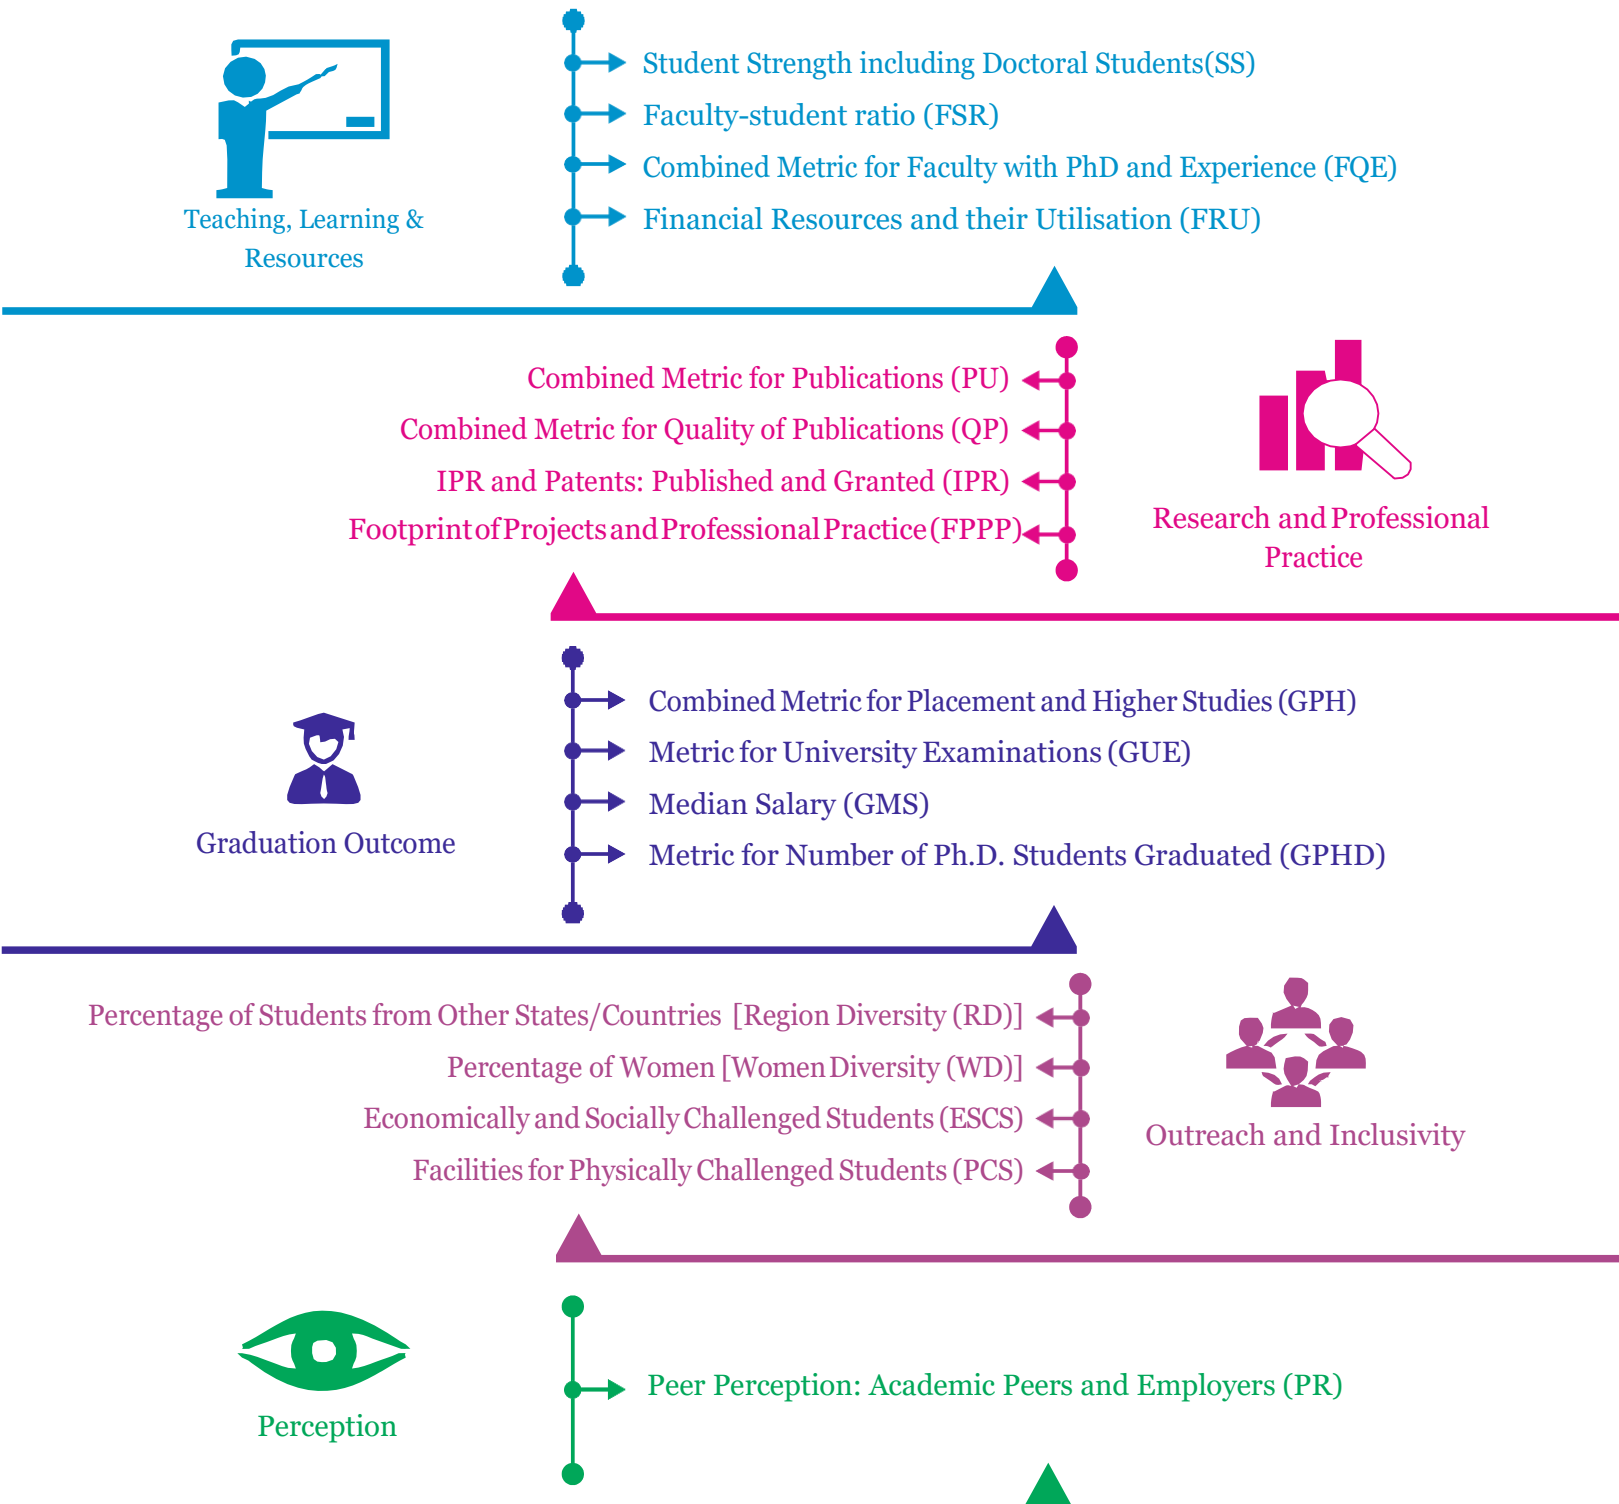 Student Strength including Doctoral Students(SS)
Faculty-student ratio (FSR)
Combined Metric for Faculty with PhD and Experience (FQE)
Financial Resources and their Utilisation (FRU)
Teaching, Learning &
Resources
Combined Metric for Publications (PU)
Combined Metric for Quality of Publications (QP)
IPR and Patents: Published and Granted (IPR)
Footprint of Projects and Professional Practice (FPPP)
Research and Professional
Practice
Combined Metric for Placement and Higher Studies (GPH)
Metric for University Examinations (GUE)
Median Salary (GMS)
Metric for Number of Ph.D. Students Graduated (GPHD)
Graduation Outcome
Percentage of Students from Other States/Countries [Region Diversity (RD)]
Percentage of Women [Women Diversity (WD)]
Economically and Socially Challenged Students (ESCS)
Facilities for Physically Challenged Students (PCS)
Outreach and Inclusivity
Peer Perception: Academic Peers and Employers (PR)
Perception